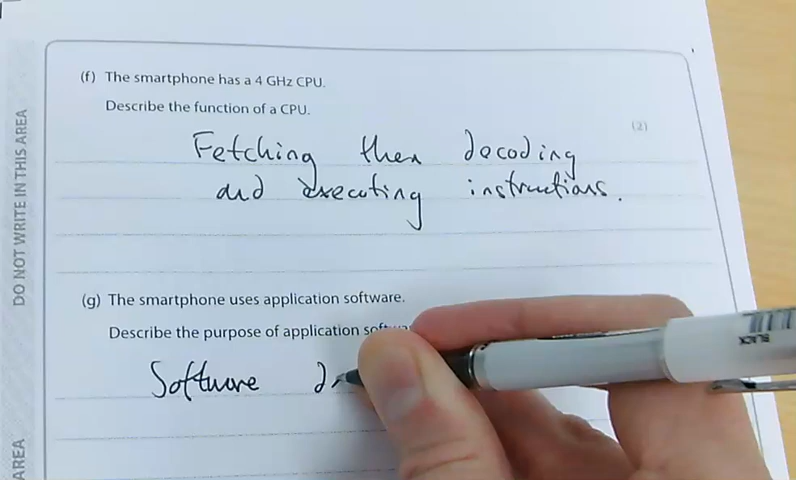 (f) The smartphone has a 4 GHz CPU.
Describe the function of a CPU.
(2)
Fetching then decoding
and executing instructions.
(g) The smartphone uses application software.
Describe the purpose of application
Software
DO NOT WRITE IN THIS AREA
AREA
BLACK